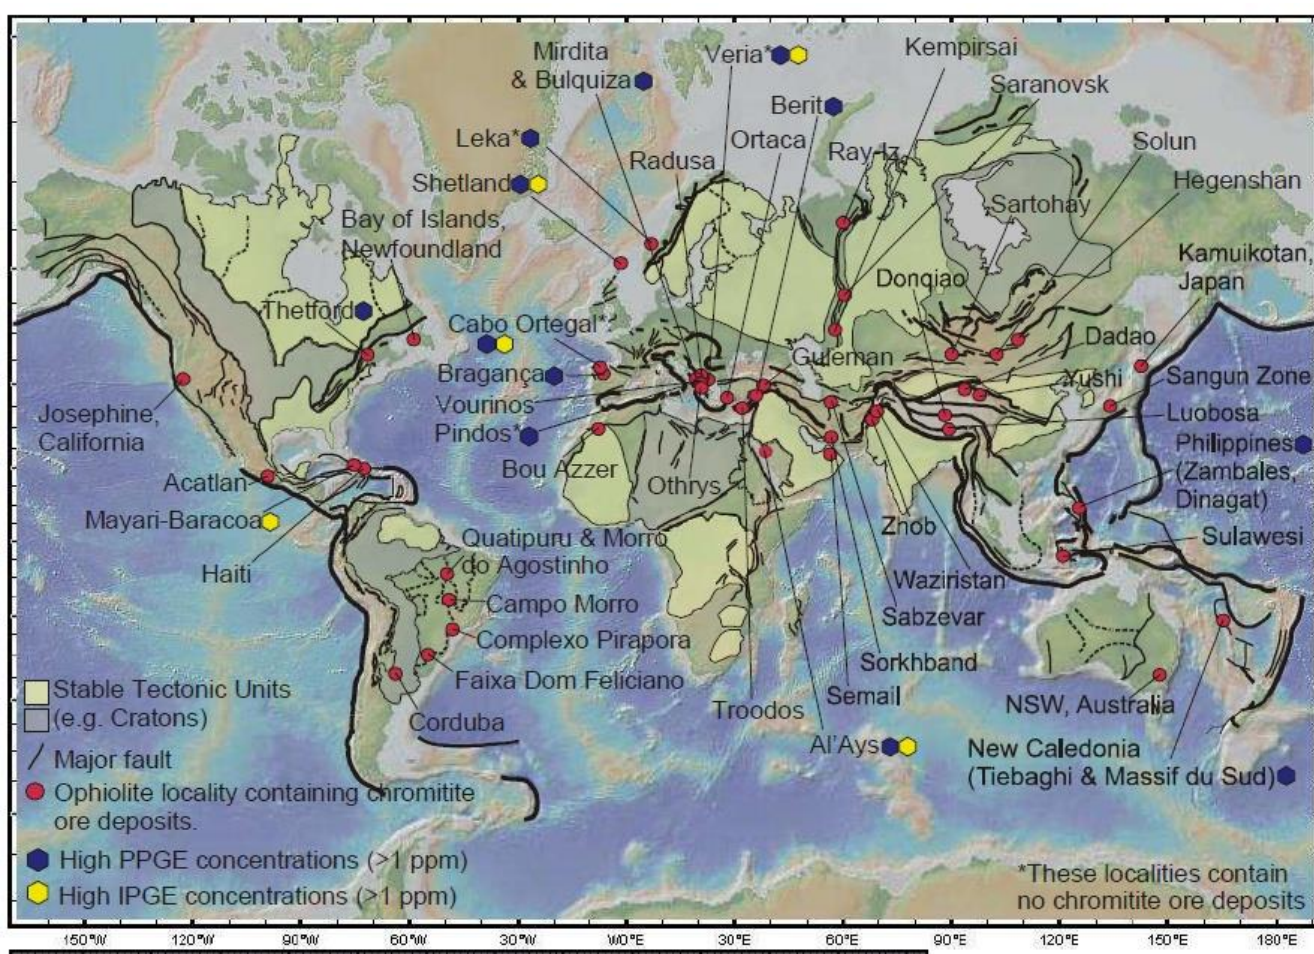 Mirdita
& Bulquiza
Veria*
Kempirsai
Saranovsk
Berit
Leka*
Ortaca
Radusa
Ray-Iz
Solun
Shetland
Hegenshan
Bay of Islands,
Newfoundland
Sartohay
Kamuikotan,
Japan
Donqiao
Thetford
Cabo Ortegal*
Dadao
Guleman
Bragança
Yushi
Sangun Zone
Vourinos
Josephine,
California
Luobosa
Pindos*
Philippines
(Zambales,
Dinagat)
Bou Azzer
Acatlan
Othrys
Mayari-Baracoa
Znob
Sulawesi
Quatipuru & Morro
do Agostinho
Haiti
Waziristan
Campo Morro
Sabzevar
Complexo Pirapora
Sorkhband
Faixa Dom Feliciano
Semail
NSW, Australia
Troodos
Corduba
Al'Ays
New Caledonia
(Tiebaghi & Massif du Sud)
Stable Tectonic Units
(e.g. Cratons)
Major fault
Ophiolite locality containing chromitite
ore deposits.
High PPGE concentrations (>1 ppm)
High IPGE concentrations (>1 ppm)
*These localities contain
no chromitite ore deposits
150°W 120°W 90°W 60°W 30°W 00°E 30°E 60°E 90°E 120°E 150°E 180°E